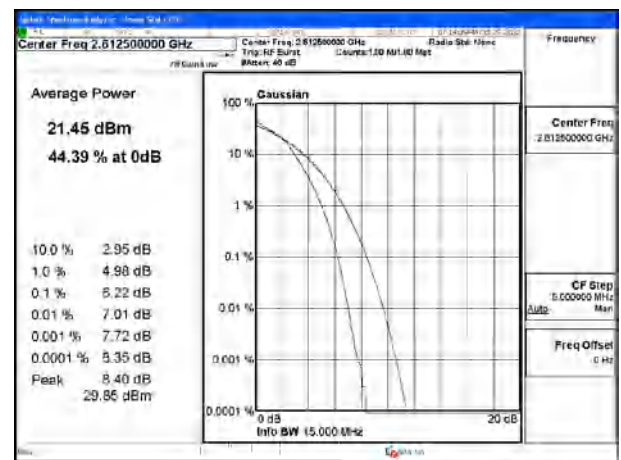 Center Freq 2.612500000 GHz
Center Freq: 2.612500000 GHz
Radio Std: None
Trig: RF Burst
Counts:1.00 M/1.00 Mpt
#Atten: 40 dB
Frequency
Average Power
21.45 dBm
44.39 % at 0dB
10.0 % 2.95 dB
1.0 % 4.98 dB
0.1 % 6.22 dB
0.01 % 7.01 dB
0.001 % 7.72 dB
0.0001 % 8.35 dB
Peak 8.40 dB
29.85 dBm
Gaussian
100 %
10 %
1 %
0.1 %
0.01 %
0.001 %
0.0001 %
0 dB
20 dB
Info BW 15.000 MHz
Center Freq
2.612500000 GHz
CF Step
5.000000 MHz
Auto Man
Freq Offset
0 Hz